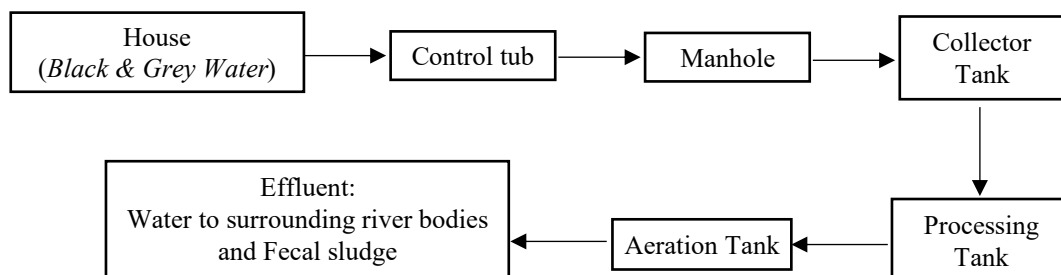 House
(Black & Grey Water)
Control tub
Manhole
Collector
Tank
Processing
Tank
Aeration Tank
Effluent:
Water to surrounding river bodies
and Fecal sludge